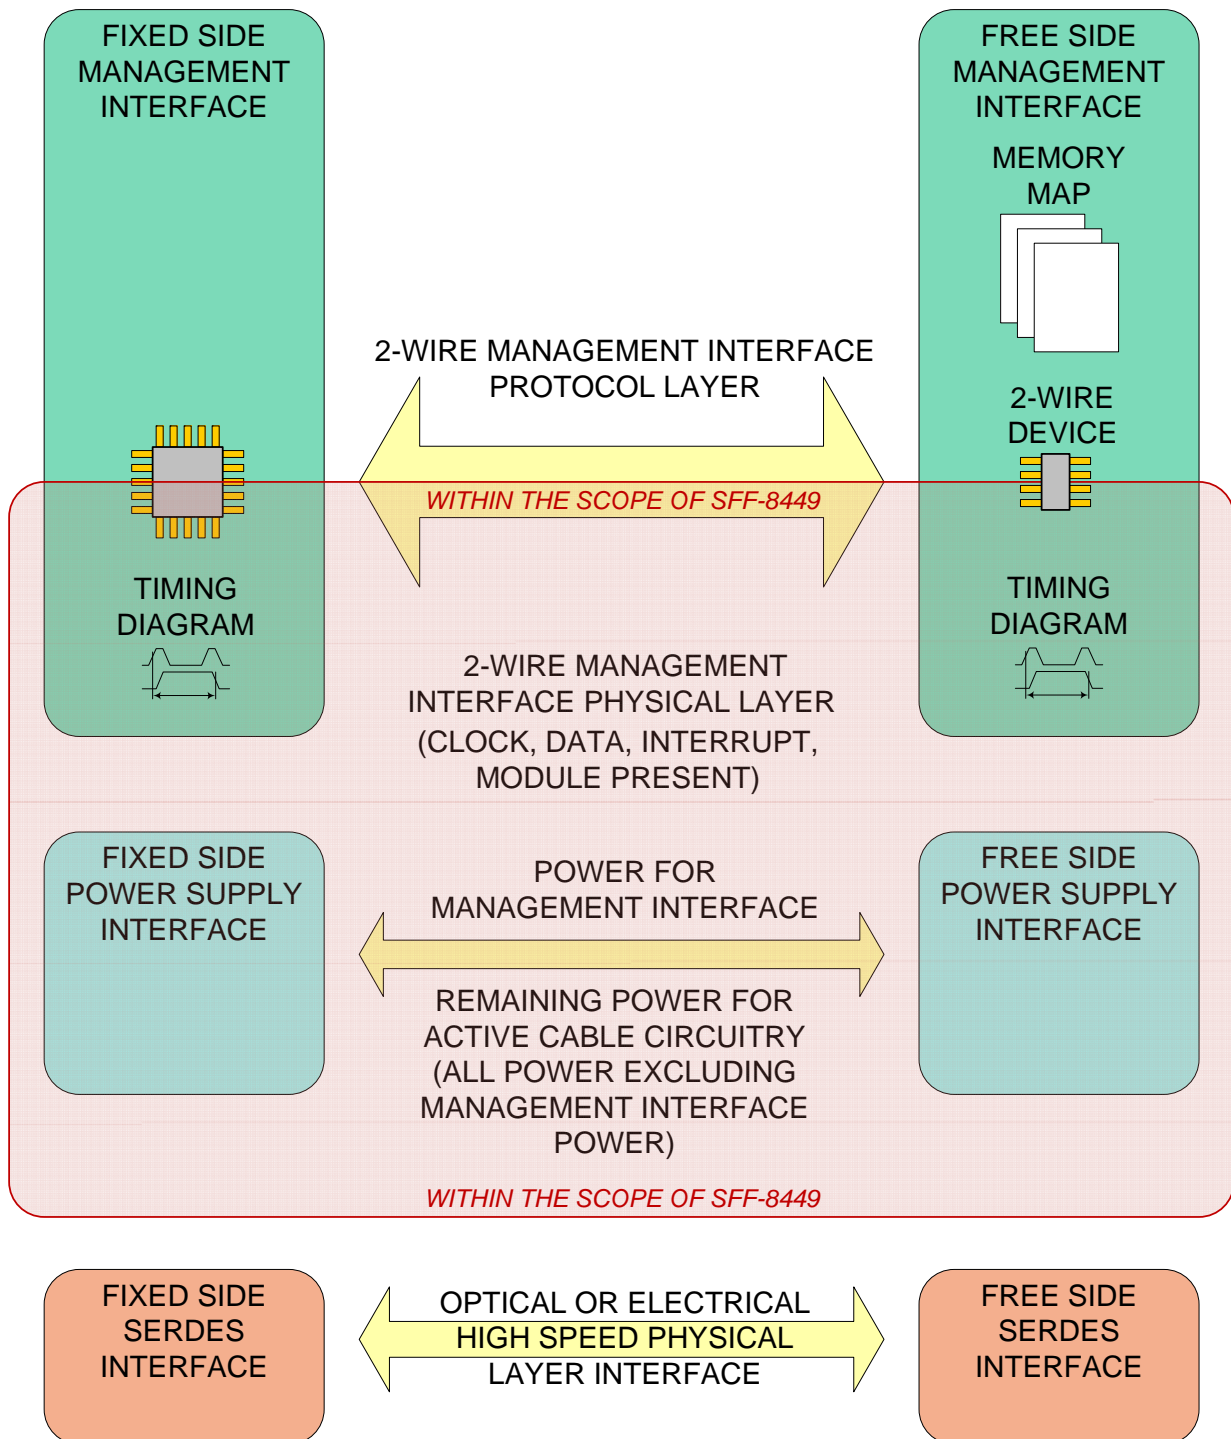 FIXED SIDE
MANAGEMENT
INTERFACE
FREE SIDE
MANAGEMENT
INTERFACE
MEMORY
MAP
2-WIRE MANAGEMENT INTERFACE
PROTOCOL LAYER
2-WIRE
DEVICE
WITHIN THE SCOPE OF SFF-8449
TIMING
DIAGRAM
TIMING
DIAGRAM
2-WIRE MANAGEMENT
INTERFACE PHYSICAL LAYER
(CLOCK, DATA, INTERRUPT,
MODULE PRESENT)
FIXED SIDE
POWER SUPPLY
INTERFACE
POWER FOR
MANAGEMENT INTERFACE
FREE SIDE
POWER SUPPLY
INTERFACE
REMAINING POWER FOR
ACTIVE CABLE CIRCUITRY
(ALL POWER EXCLUDING
MANAGEMENT INTERFACE
POWER)
WITHIN THE SCOPE OF SFF-8449
FIXED SIDE
SERDES
INTERFACE
OPTICAL OR ELECTRICAL
HIGH SPEED PHYSICAL
LAYER INTERFACE
FREE SIDE
SERDES
INTERFACE